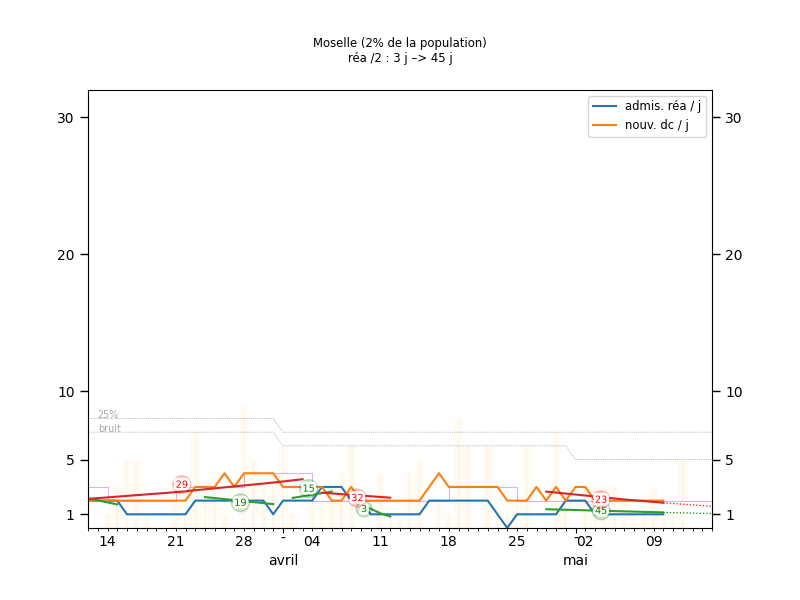 Moselle (2% de la population)
réa /2 : 3 j –> 45 j
admis. réa / j
nouv. dc / j
30 30
20 20
10 10
5 5
1 1
25%
bruit
29 19 15 32 3 23 45
14 21 28 - 04 11 18 25 - 02 09
avril mai